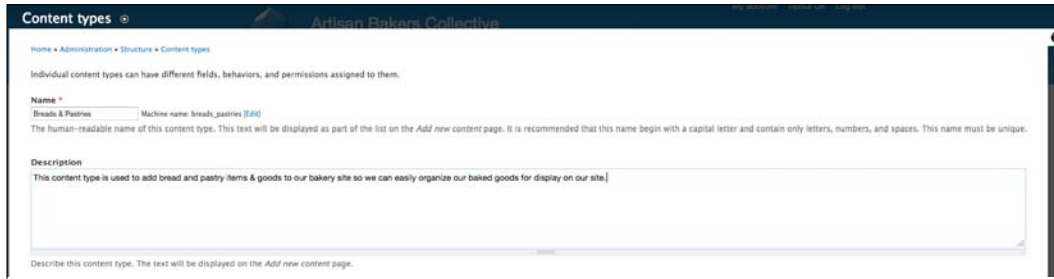 My account About Us Log out
Content types
Artisan Bakers Collective
Home » Administration » Structure » Content types
Individual content types can have different fields, behaviors, and permissions assigned to them.
Name *
Breads & Pastries Machine name: breads_pastries [Edit]
The human-readable name of this content type. This text will be displayed as part of the list on the Add new content page. It is recommended that this name begin with a capital letter and contain only letters, numbers, and spaces. This name must be unique.
Description
This content type is used to add bread and pastry items & goods to our bakery site so we can easily organize our baked goods for display on our site.
Describe this content type. The text will be displayed on the Add new content page.